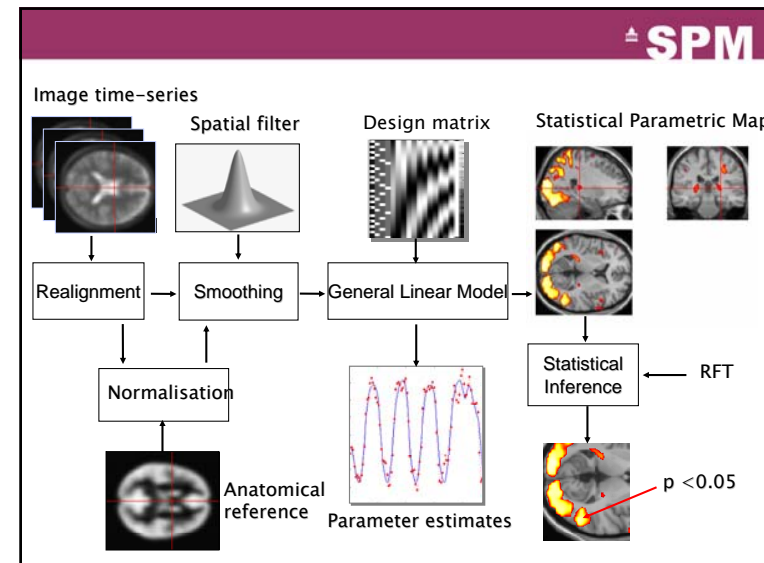 SPM
Image time-series
Spatial filter
Design matrix
Statistical Parametric Map
Realignment
Smoothing
General Linear Model
Statistical
Inference
RFT
Normalisation
Anatomical
reference
Parameter estimates
p <0.05